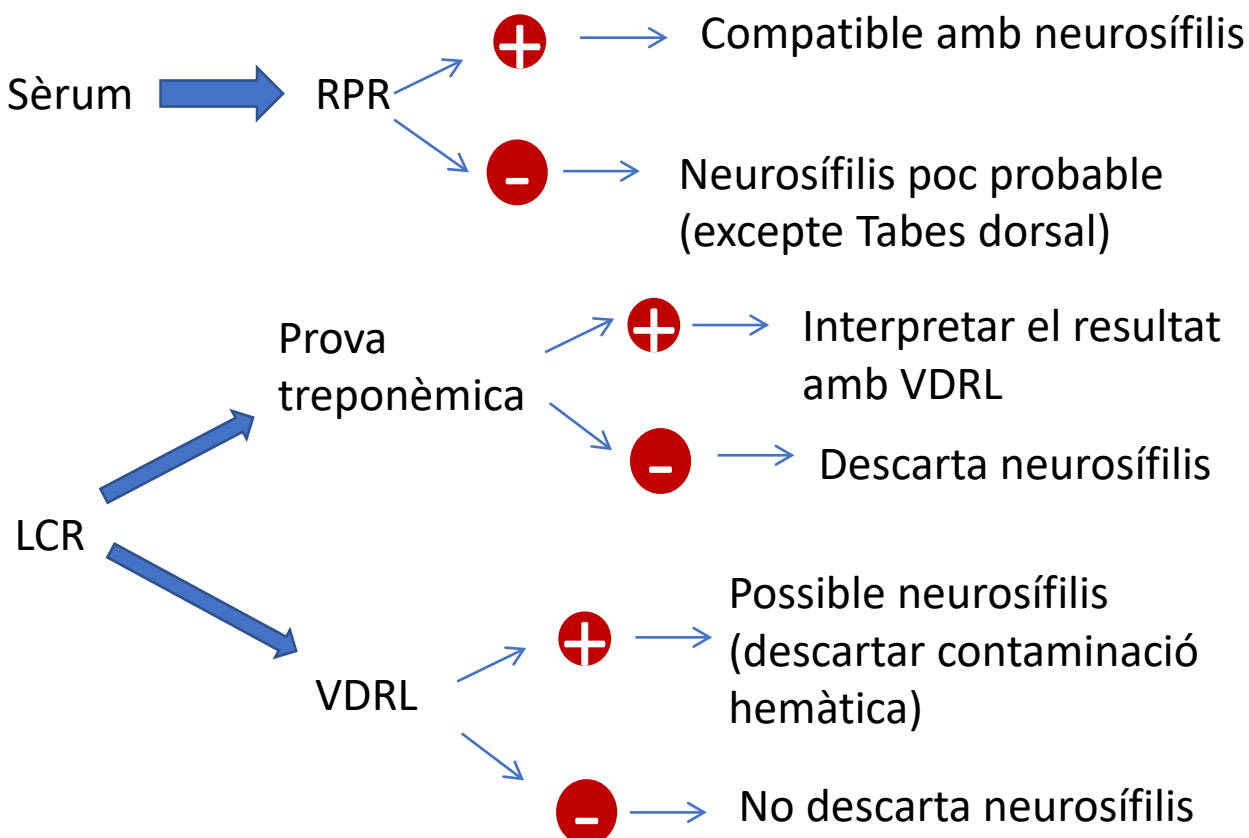 Sèrum
RPR
+
Compatible amb neurosífilis
-
Neurosífilis poc probable
(excepte Tabes dorsal)
LCR
Prova
treponèmica
+
Interpretar el resultat
amb VDRL
-
Descarta neurosífilis
VDRL
+
Possible neurosífilis
(descartar contaminació
hemàtica)
-
No descarta neurosífilis